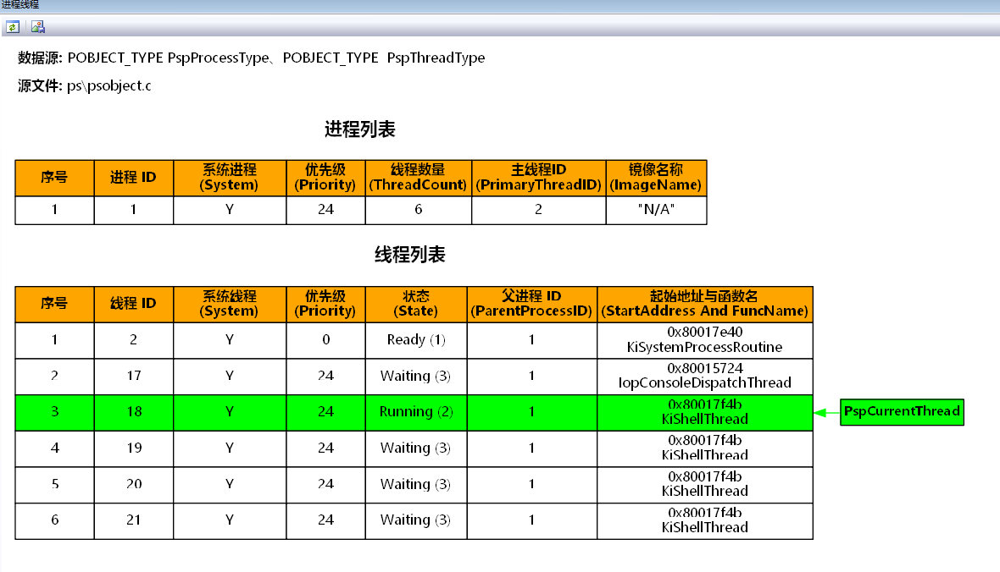 进程线程
数据源: POBJECT_TYPE PspProcessType、POBJECT_TYPE PspThreadType
源文件: ps\psobject.c
进程列表
序号 进程 ID 系统进程 (System) 优先级 (Priority) 线程数量 (ThreadCount) 主线程ID (PrimaryThreadID) 镜像名称 (ImageName)
1 1 Y 24 6 2 "N/A"
线程列表
序号 线程 ID 系统线程 (System) 优先级 (Priority) 状态 (State) 父进程 ID (ParentProcessID) 起始地址与函数名 (StartAddress And FuncName)
1 2 Y 0 Ready (1) 1 0x80017e40 KiSystemProcessRoutine
2 17 Y 24 Waiting (3) 1 0x80015724 IopConsoleDispatchThread
3 18 Y 24 Running (2) 1 0x80017f4b KiShellThread PspCurrentThread
4 19 Y 24 Waiting (3) 1 0x80017f4b KiShellThread
5 20 Y 24 Waiting (3) 1 0x80017f4b KiShellThread
6 21 Y 24 Waiting (3) 1 0x80017f4b KiShellThread